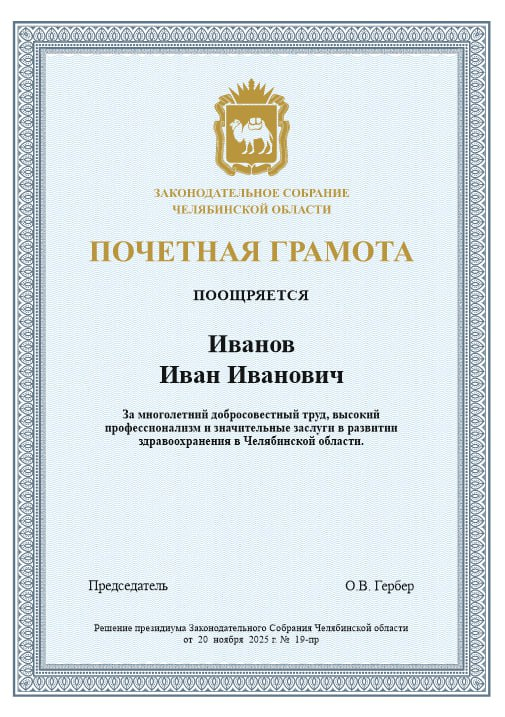 ЗАКОНОДАТЕЛЬНОЕ СОБРАНИЕ
ЧЕЛЯБИНСКОЙ ОБЛАСТИ
ПОЧЕТНАЯ ГРАМОТА
ПООЩРЯЕТСЯ
Иванов
Иван Иванович
За многолетний добросовестный труд, высокий
профессионализм и значительные заслуги в развитии
здравоохранения в Челябинской области.
Председатель О.В. Гербер
Решение президиума Законодательного Собрания Челябинской области
от 20 ноября 2025 г. № 19-пр